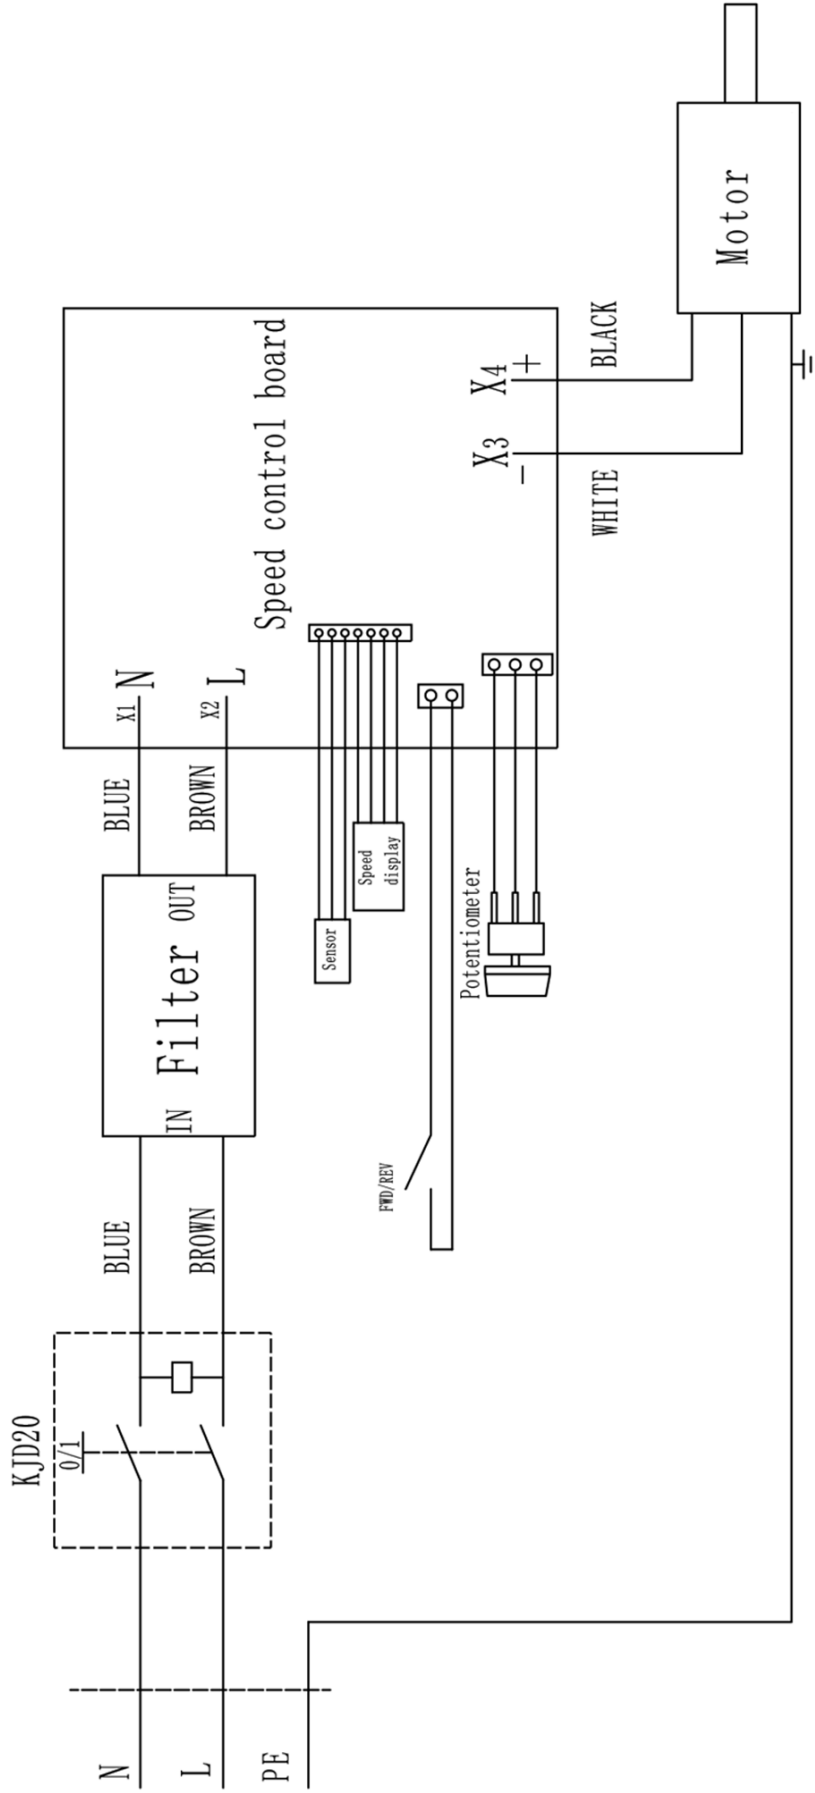 KJD20
0/1
N
L
PE
BLUE
BROWN
IN
Filter
OUT
BLUE
BROWN
X1
N
X2
L
Speed control board
Sensor
Speed
display
FWD/REV
Potentiometer
X3
-
X4
+
WHITE
BLACK
Motor